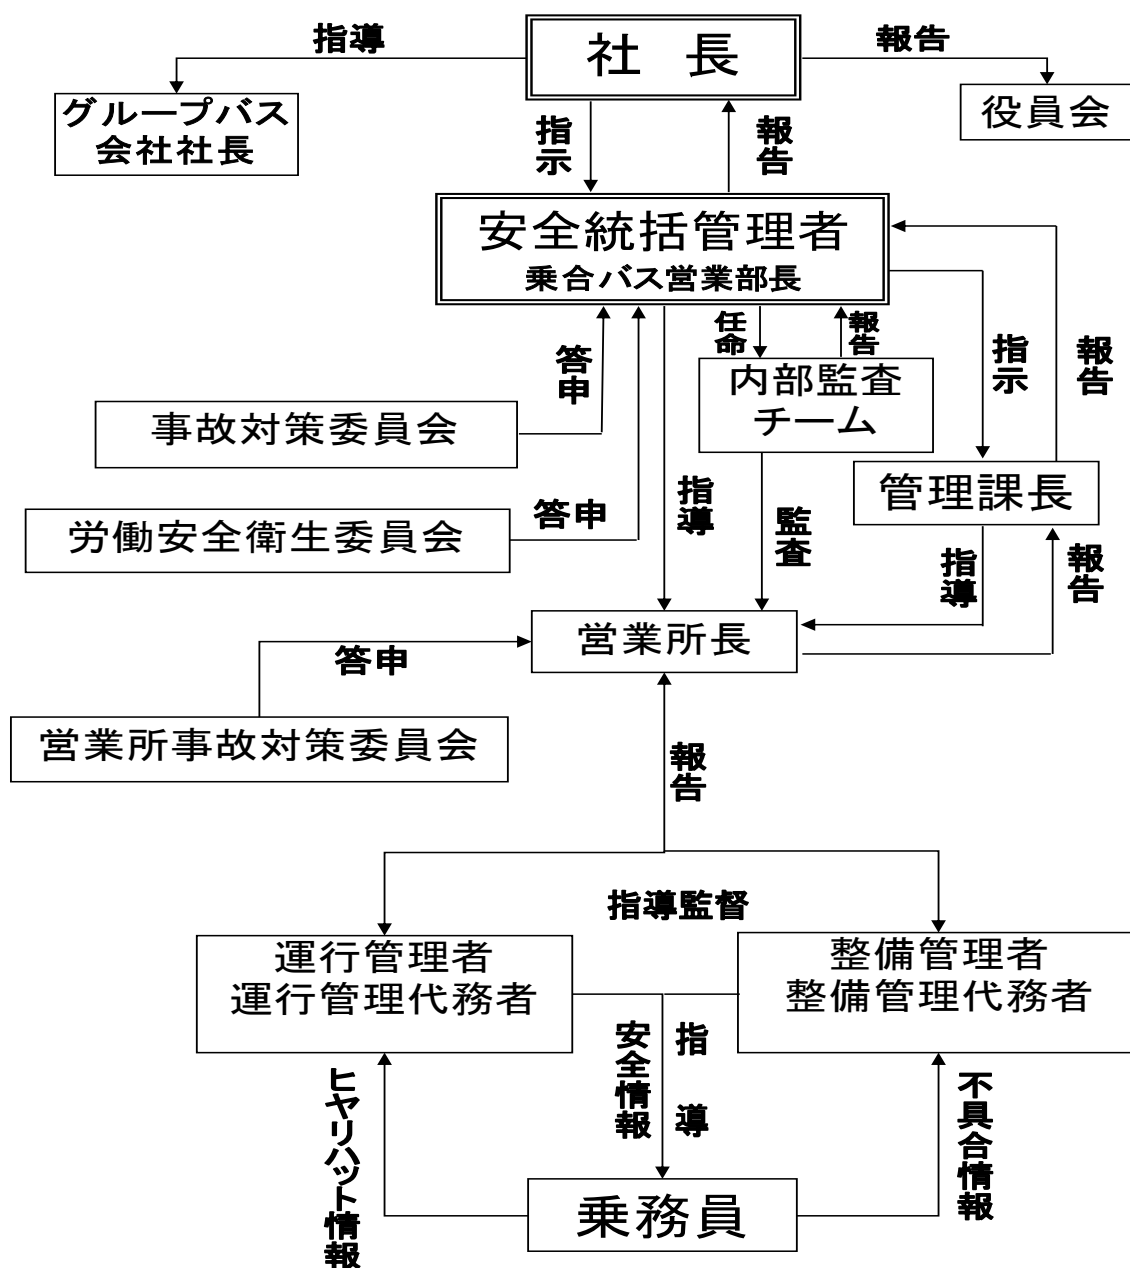 指導
社 長
報告
グループバス
会社社長
役員会
指示
報告
安全統括管理者
乗合バス営業部長
任命
報告
答申
指示
報告
内部監査
チーム
事故対策委員会
管理課長
答申
指導
監査
労働安全衛生委員会
指導
報告
営業所長
答申
営業所事故対策委員会
報告
指導監督
運行管理者
運行管理代務者
整備管理者
整備管理代務者
安全情報
指 導
ヒヤリハット情報
不具合情報
乗務員